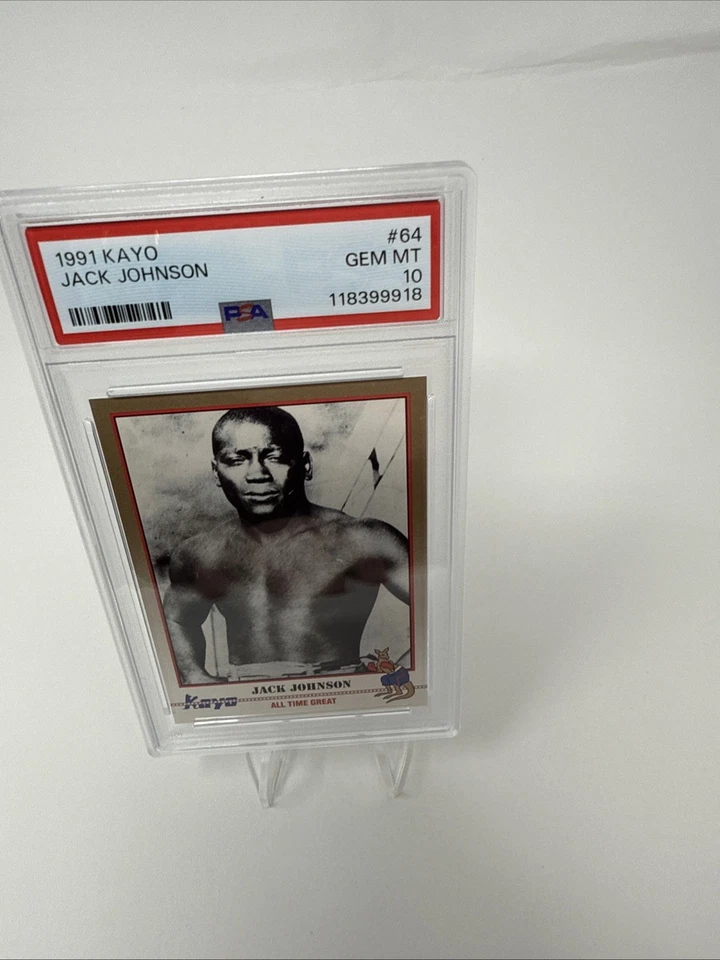 1991 KAYO #64
JACK JOHNSON GEM MT
10
PSA 118399918
JACK JOHNSON
Kayo ALL TIME GREAT